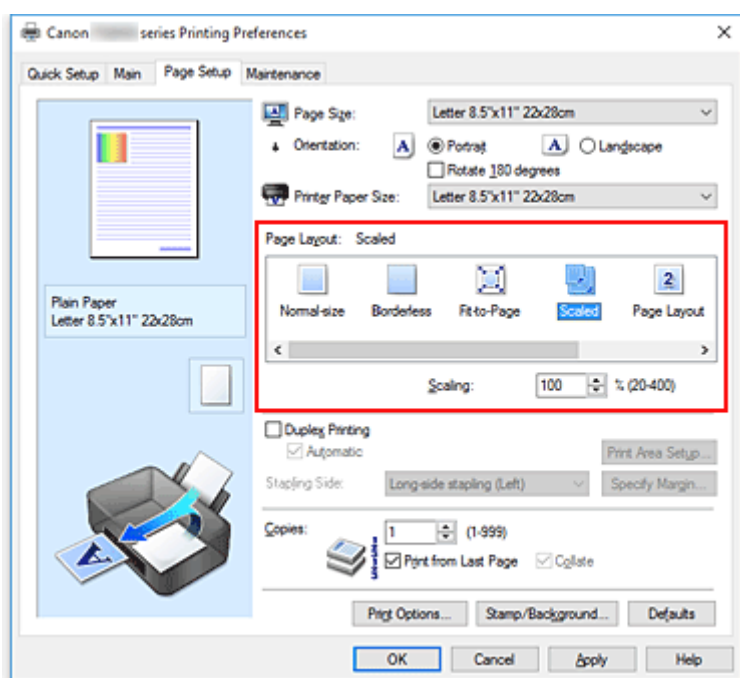 Canon series Printing Preferences
Quick Setup Main Page Setup Maintenance
Page Size: Letter 8.5"x11" 22x28cm
Orientation: A Portrait A Landscape
Rotate 180 degrees
Printer Paper Size: Letter 8.5"x11" 22x28cm
Page Layout: Scaled
Normal-size Borderless Fit-to-Page Scaled 2 Page Layout
Scaling: 100 % (20-400)
Plain Paper
Letter 8.5"x11" 22x28cm
Duplex Printing
Automatic Print Area Setup...
Stapling Side: Long-side stapling (Left) Specify Margin...
Copies: 1 (1-999)
Print from Last Page Collate
A
Print Options... Stamp/Background... Defaults
OK Cancel Apply Help